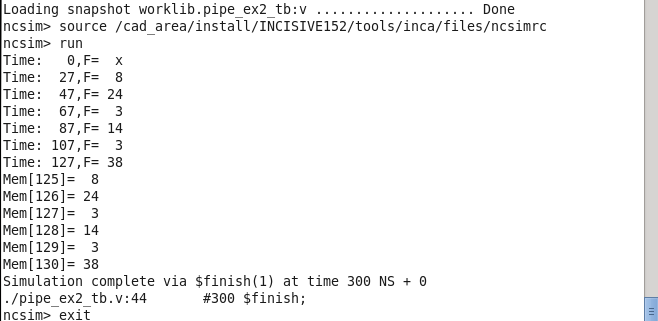 Loading snapshot worklib.pipe_ex2_tb:v .................... Done
ncsim> source /cad_area/install/INCISIVE152/tools/inca/files/ncsimrc
ncsim> run
Time:   0,F=  x
Time:  27,F=  8
Time:  47,F= 24
Time:  67,F=  3
Time:  87,F= 14
Time: 107,F=  3
Time: 127,F= 38
Mem[125]=  8
Mem[126]= 24
Mem[127]=  3
Mem[128]= 14
Mem[129]=  3
Mem[130]= 38
Simulation complete via $finish(1) at time 300 NS + 0
./pipe_ex2_tb.v:44       #300 $finish;
ncsim> exit